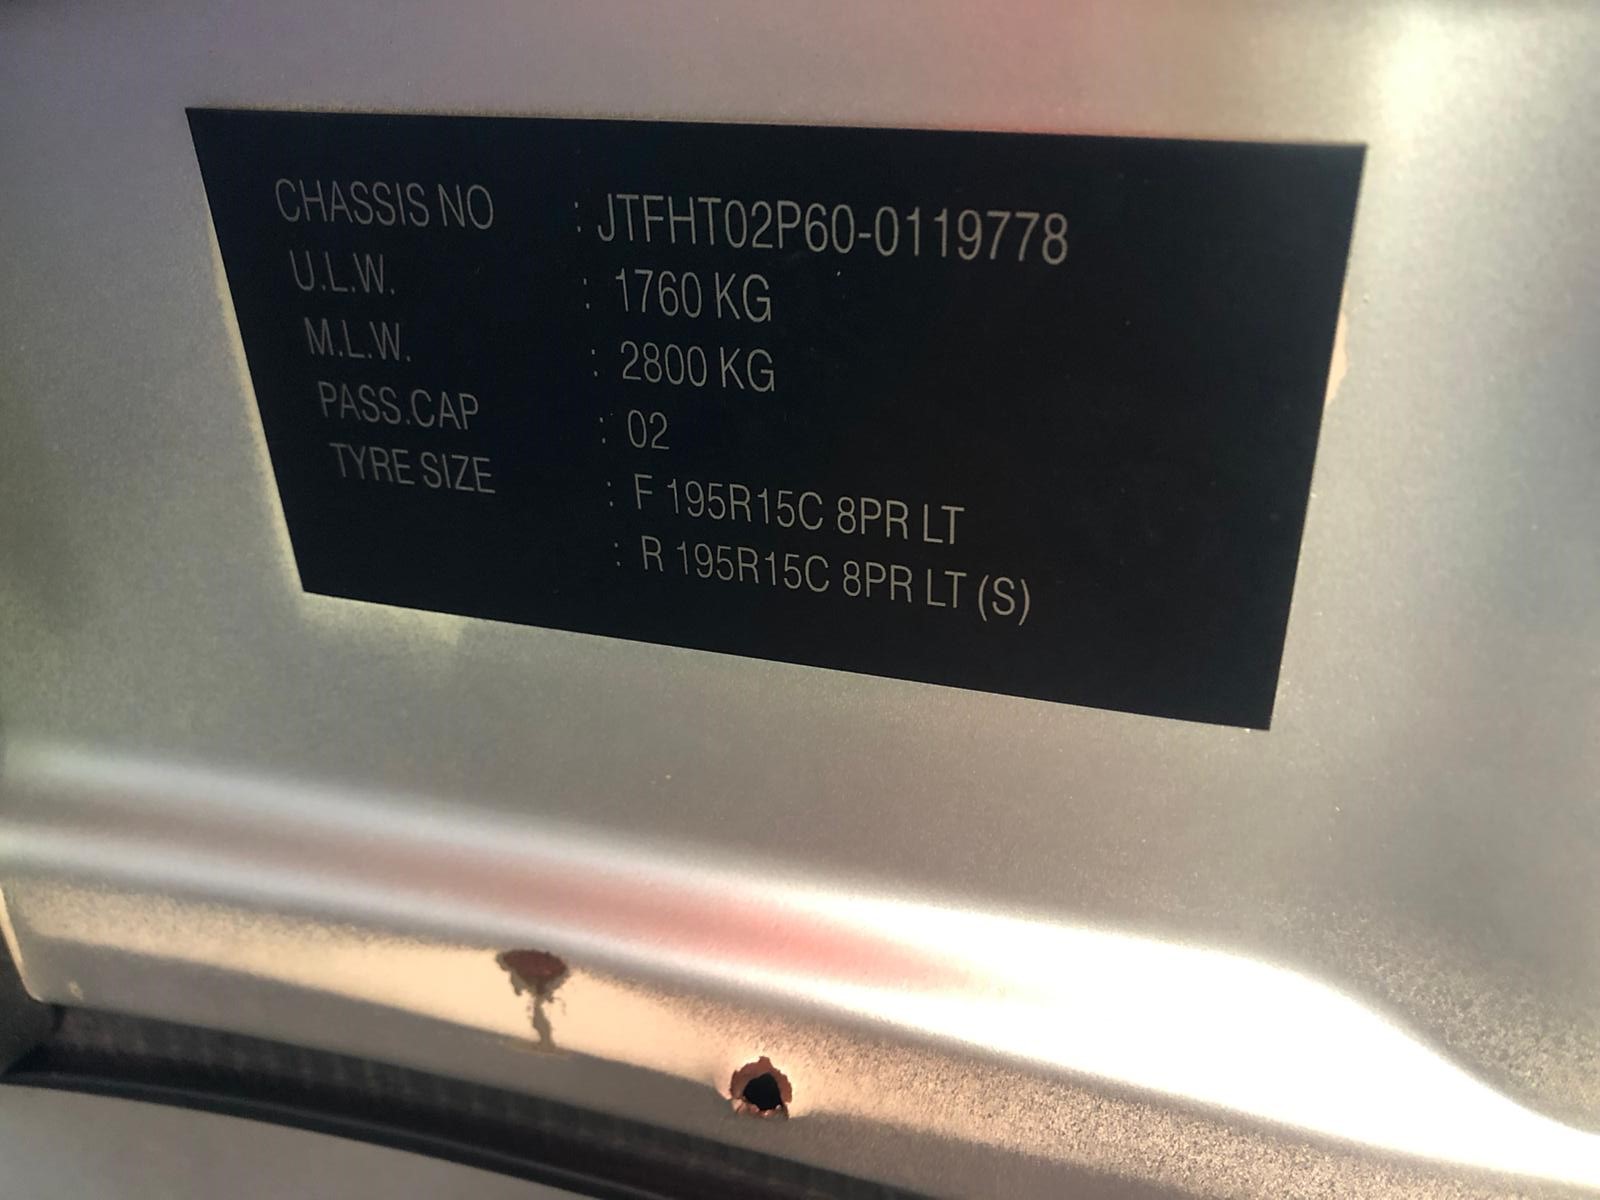 CHASSIS NO : JTFHT02P60-0119778
U.L.W. : 1760 KG
M.L.W. : 2800 KG
PASS.CAP : 02
TYRE SIZE : F 195R15C 8PR LT
: R 195R15C 8PR LT (S)